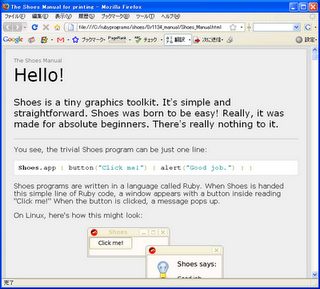 The Shoes Manual for printing - Mozilla Firefox
ファイル(F) 編集(E) 表示(V) 履歴(S) ブックマーク(B) ツール(T) ヘルプ(H)
file:///C:/rubyprograms/shoes/0r1134_manual/Shoes_Manual.html
Google ブックマーク PageRank チェック 翻訳 次に送信 設定
The Shoes Manual
Hello!
Shoes is a tiny graphics toolkit. It's simple and
straightforward. Shoes was born to be easy! Really, it
was made for absolute beginners. There's really nothing to it.
You see, the trivial Shoes program can be just one line:
Shoes.app { button("Click me!") { alert("Good job.") } }
Shoes programs are written in a language called Ruby. When Shoes is handed
this simple line of Ruby code, a window appears with a button inside reading
"Click me!" When the button is clicked, a message pops up.
On Linux, here's how this might look:
Shoes
Click me!
Shoes says:
Good job.
完了